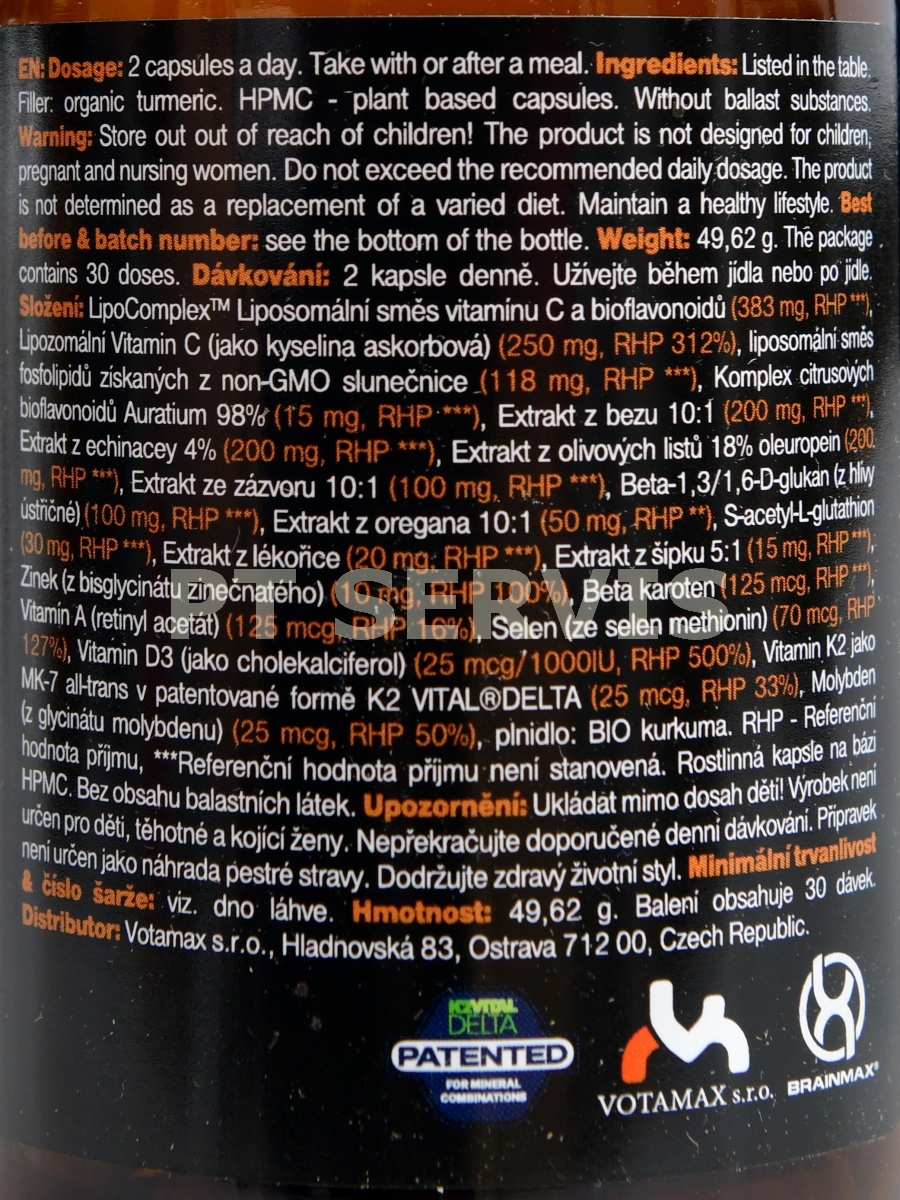 EN: Dosage: 2 capsules a day. Take with or after a meal. Ingredients: Listed in the table.
Filler: organic turmeric. HPMC - plant based capsules. Without ballast substances.
Warning: Store out out of reach of children! The product is not designed for children,
pregnant and nursing women. Do not exceed the recommended daily dosage. The product
is not determined as a replacement of a varied diet. Maintain a healthy lifestyle. Best
before & batch number: see the bottom of the bottle. Weight: 49,62 g. The package
contains 30 doses. Dávkování: 2 kapsle denně. Užívejte během jídla nebo po jídle.
Složení: LipoComplex™ Liposomální směs vitamínu C a bioflavonoidů (383 mg, RHP ***),
Lipozomální Vitamin C (jako kyselina askorbová) (250 mg, RHP 312%), liposomální směs
fosfolipidů získaných z non-GMO slunečnice (118 mg, RHP ***), Komplex citrusových
bioflavonoidů Auratium 98% (15 mg, RHP ***), Extrakt z bezu 10:1 (200 mg, RHP ***),
Extrakt z echinacey 4% (200 mg, RHP ***), Extrakt z olivových listů 18% oleuropein (200
mg, RHP ***), Extrakt ze zázvoru 10:1 (100 mg, RHP ***), Beta-1,3/1,6-D-glukan (z hlívy
ústřičné) (100 mg, RHP ***), Extrakt z oregana 10:1 (50 mg, RHP **), S-acetyl-L-glutathion
(30 mg, RHP ***), Extrakt z lékořice (20 mg, RHP ***), Extrakt z šípku 5:1 (15 mg, RHP ***),
Zinek (z bisglycinátu zinečnatého) (10 mg, RHP 100%), Beta karoten (125 mcg, RHP ***),
Vitamín A (retinyl acetát) (125 mcg, RHP 16%), Selen (ze selen methionin) (70 mcg, RHP
127%), Vitamin D3 (jako cholekalciferol) (25 mcg/1000IU, RHP 500%), Vitamin K2 jako
MK-7 all-trans v patentované formě K2 VITAL®DELTA (25 mcg, RHP 33%), Molybden
(z glycinátu molybdenu) (25 mcg, RHP 50%), plnidlo: BIO kurkuma. RHP - Referenční
hodnota příjmu, ***Referenční hodnota příjmu není stanovená. Rostlinná kapsle na bázi
HPMC. Bez obsahu balastních látek. Upozornění: Ukládat mimo dosah dětí! Výrobek není
určen pro děti, těhotné a kojící ženy. Nepřekračujte doporučené denní dávkování. Přípravek
není určen jako náhrada pestré stravy. Dodržujte zdravý životní styl. Minimální trvanlivost
& číslo šarže: viz. dno láhve. Hmotnost: 49,62 g. Balení obsahuje 30 dávek.
Distributor: Votamax s.r.o., Hladnovská 83, Ostrava 712 00, Czech Republic.
PT SERVIS
K2VITAL
DELTA
PATENTED
FOR MINERAL
COMBINATIONS
VOTAMAX s.r.o.
BRAINMAX®